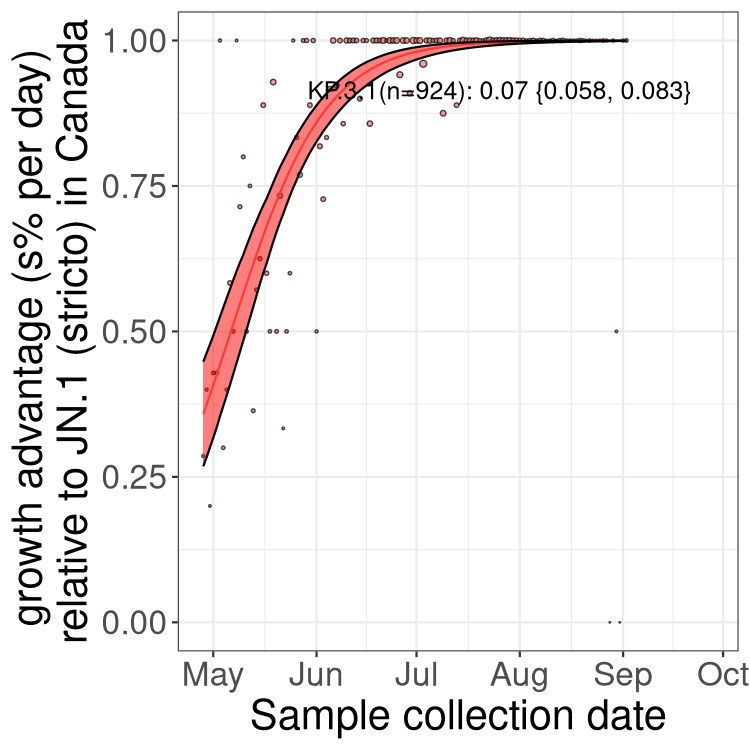 growth advantage (s% per day)
relative to JN.1 (stricto) in Canada
1.00
0.75
0.50
0.25
0.00
KP.3.1(n=924): 0.07 {0.058, 0.083}
May Jun Jul Aug Sep Oct
Sample collection date